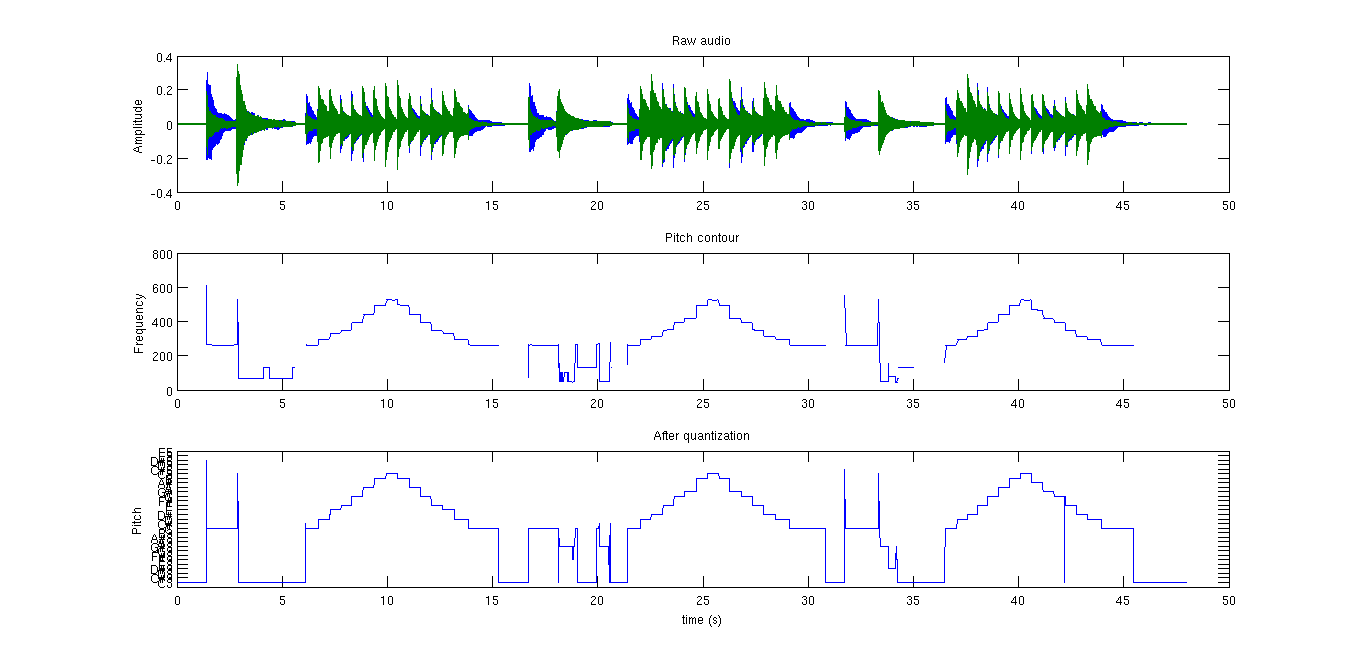 Raw audio
0.4
0.2
0
-0.2
-0.4
Amplitude
0 5 10 15 20 25 30 35 40 45 50
Pitch contour
800
600
400
200
0
Frequency
0 5 10 15 20 25 30 35 40 45 50
After quantization
Pitch
0 5 10 15 20 25 30 35 40 45 50
time (s)